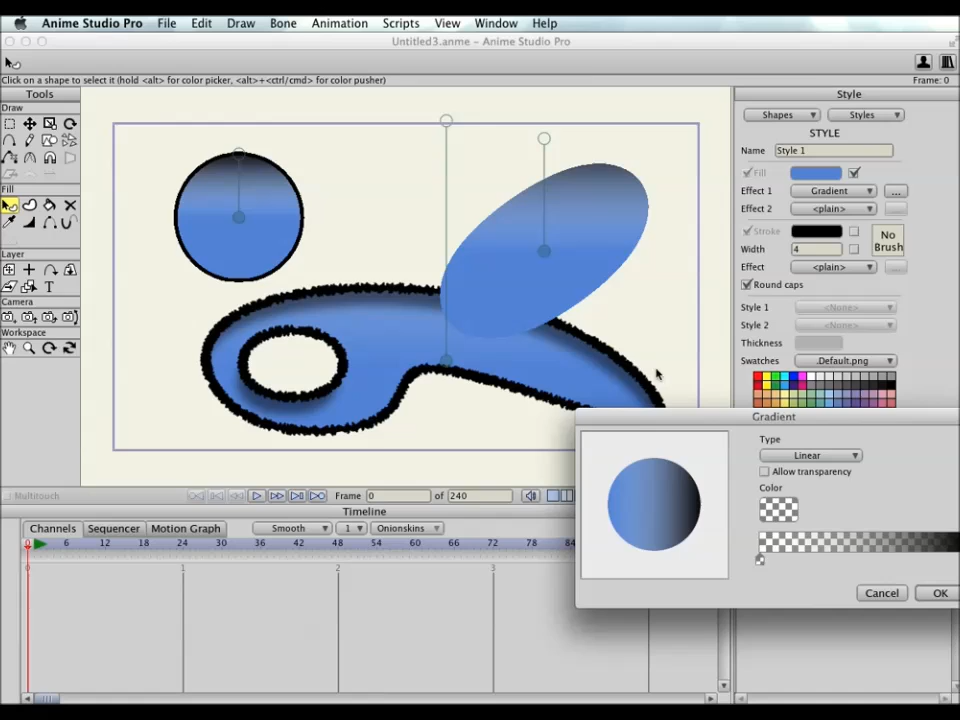 Anime Studio Pro File Edit Draw Bone Animation Scripts View Window Help
Untitled3.anme – Anime Studio Pro
Click on a shape to select it (hold <alt> for color picker, <alt>+<ctrl/cmd> for color pusher)
Frame: 0
Tools
Draw
Fill
Layer
Camera
Workspace
Style
Shapes
Styles
STYLE
Name Style 1
Fill
Effect 1 Gradient ...
Effect 2 <plain> ...
Stroke
No Brush
Width 4
Effect <plain> ...
Round caps
Style 1 <None>
Style 2 <None>
Thickness
Swatches .Default.png
Gradient
Type
Linear
Allow transparency
Color
Cancel
OK
Multitouch
Frame 0 of 240
Timeline
Channels Sequencer Motion Graph Smooth 1 Onionskins
0 6 12 18 24 30 36 42 48 54 60 66 72 78 84
0 1 2 3